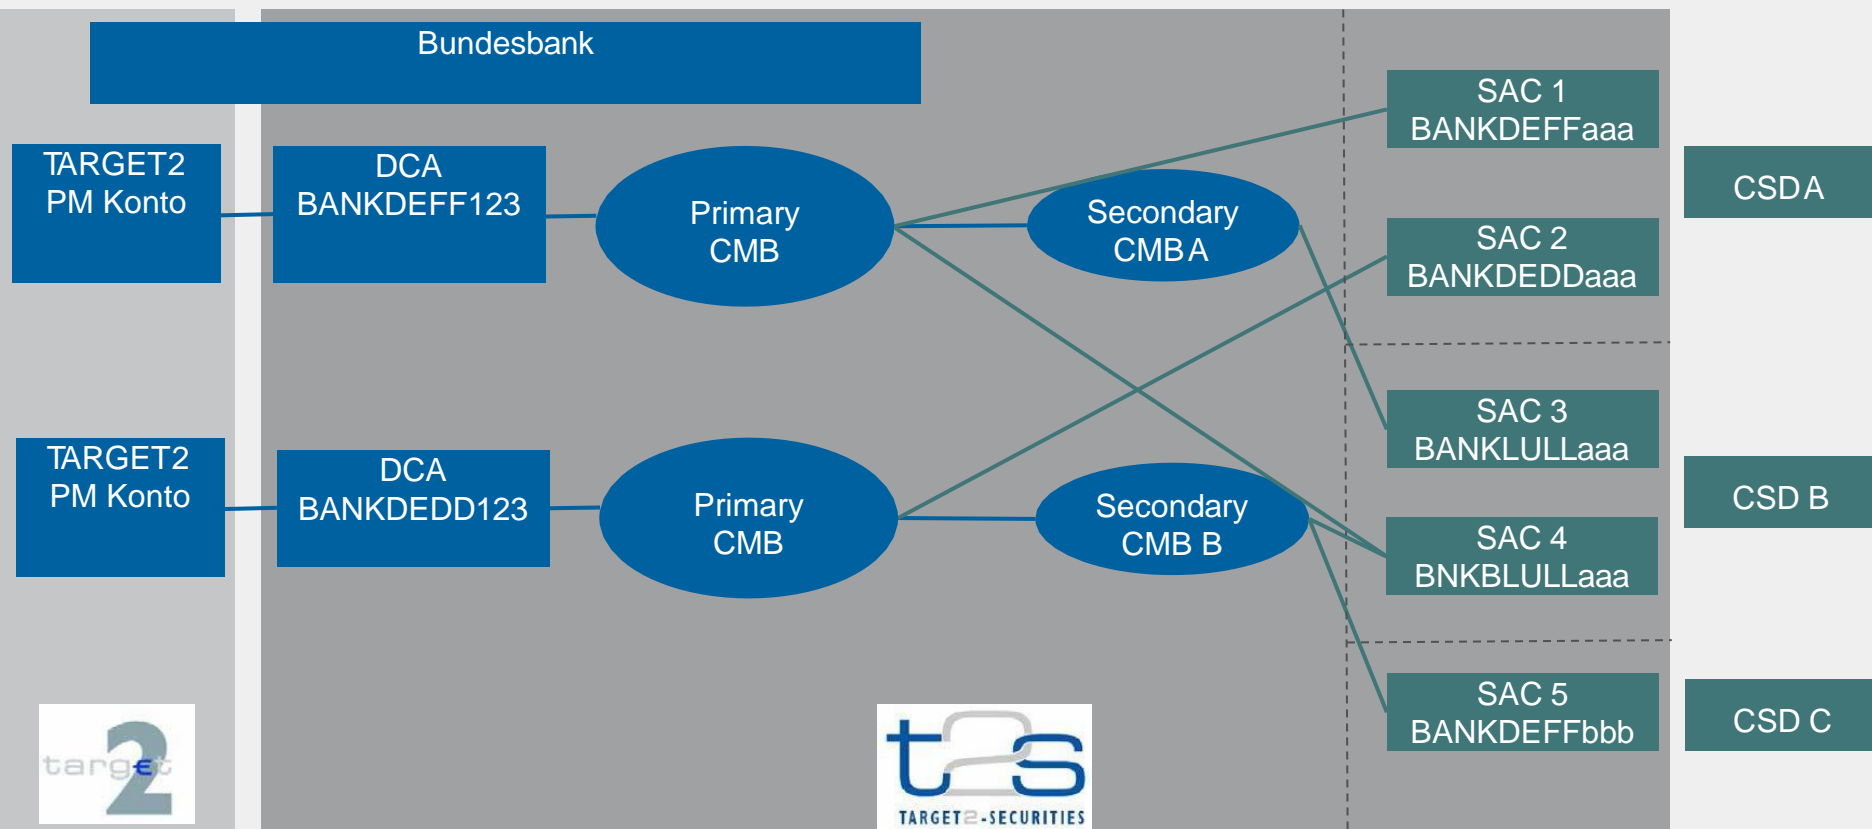 Bundesbank
TARGET2
PM Konto
DCA
BANKDEFF123
Primary
CMB
Secondary
CMB A
SAC 1
BANKDEFFaaa
SAC 2
BANKDEDDaaa
CSD A
TARGET2
PM Konto
DCA
BANKDEDD123
Primary
CMB
Secondary
CMB B
SAC 3
BANKLULLaaa
SAC 4
BNKBLULLaaa
CSD B
SAC 5
BANKDEFFbbb
CSD C
target
2
t2s
TARGET2-SECURITIES